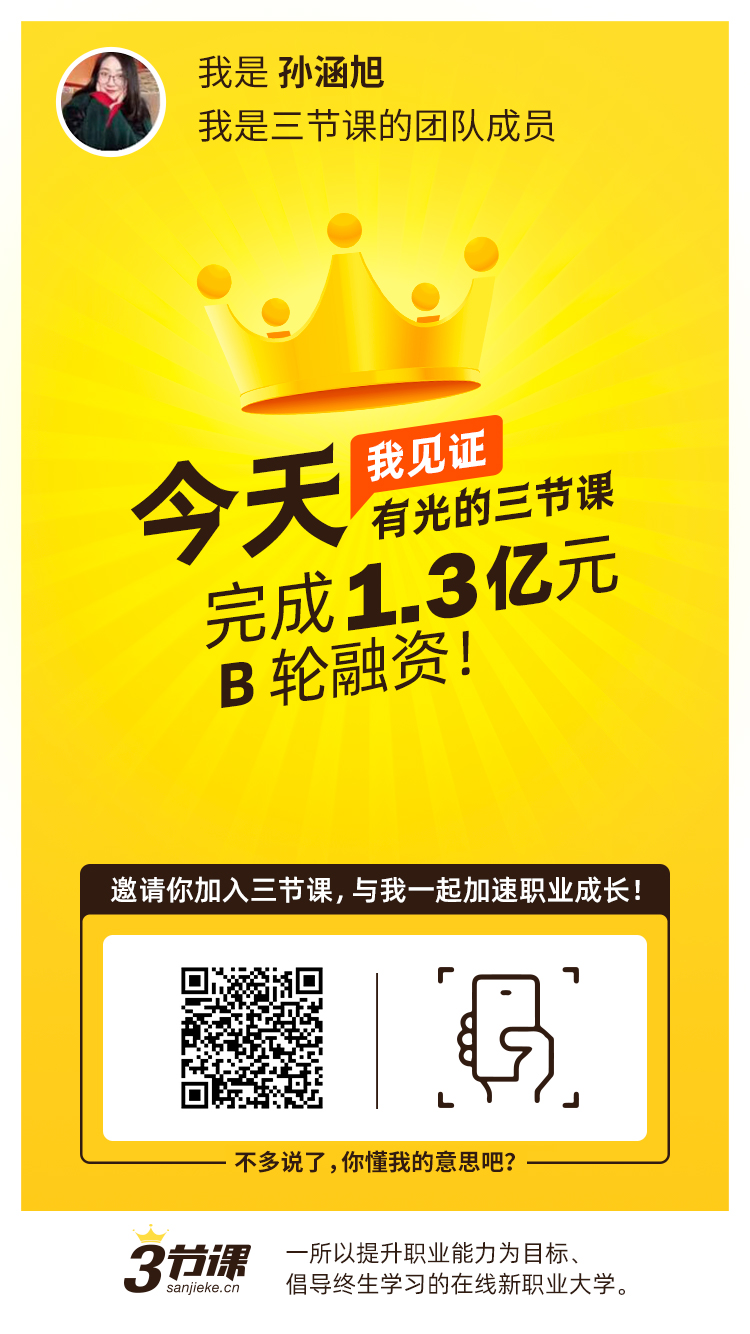 我是 孙涵旭
我是三节课的团队成员
今天
我见证
有光的三节课
完成1.3亿元
B 轮融资！
邀请你加入三节课，与我一起加速职业成长！
不多说了，你懂我的意思吧？
3节课
sanjieke.cn
一所以提升职业能力为目标、
倡导终生学习的在线新职业大学。